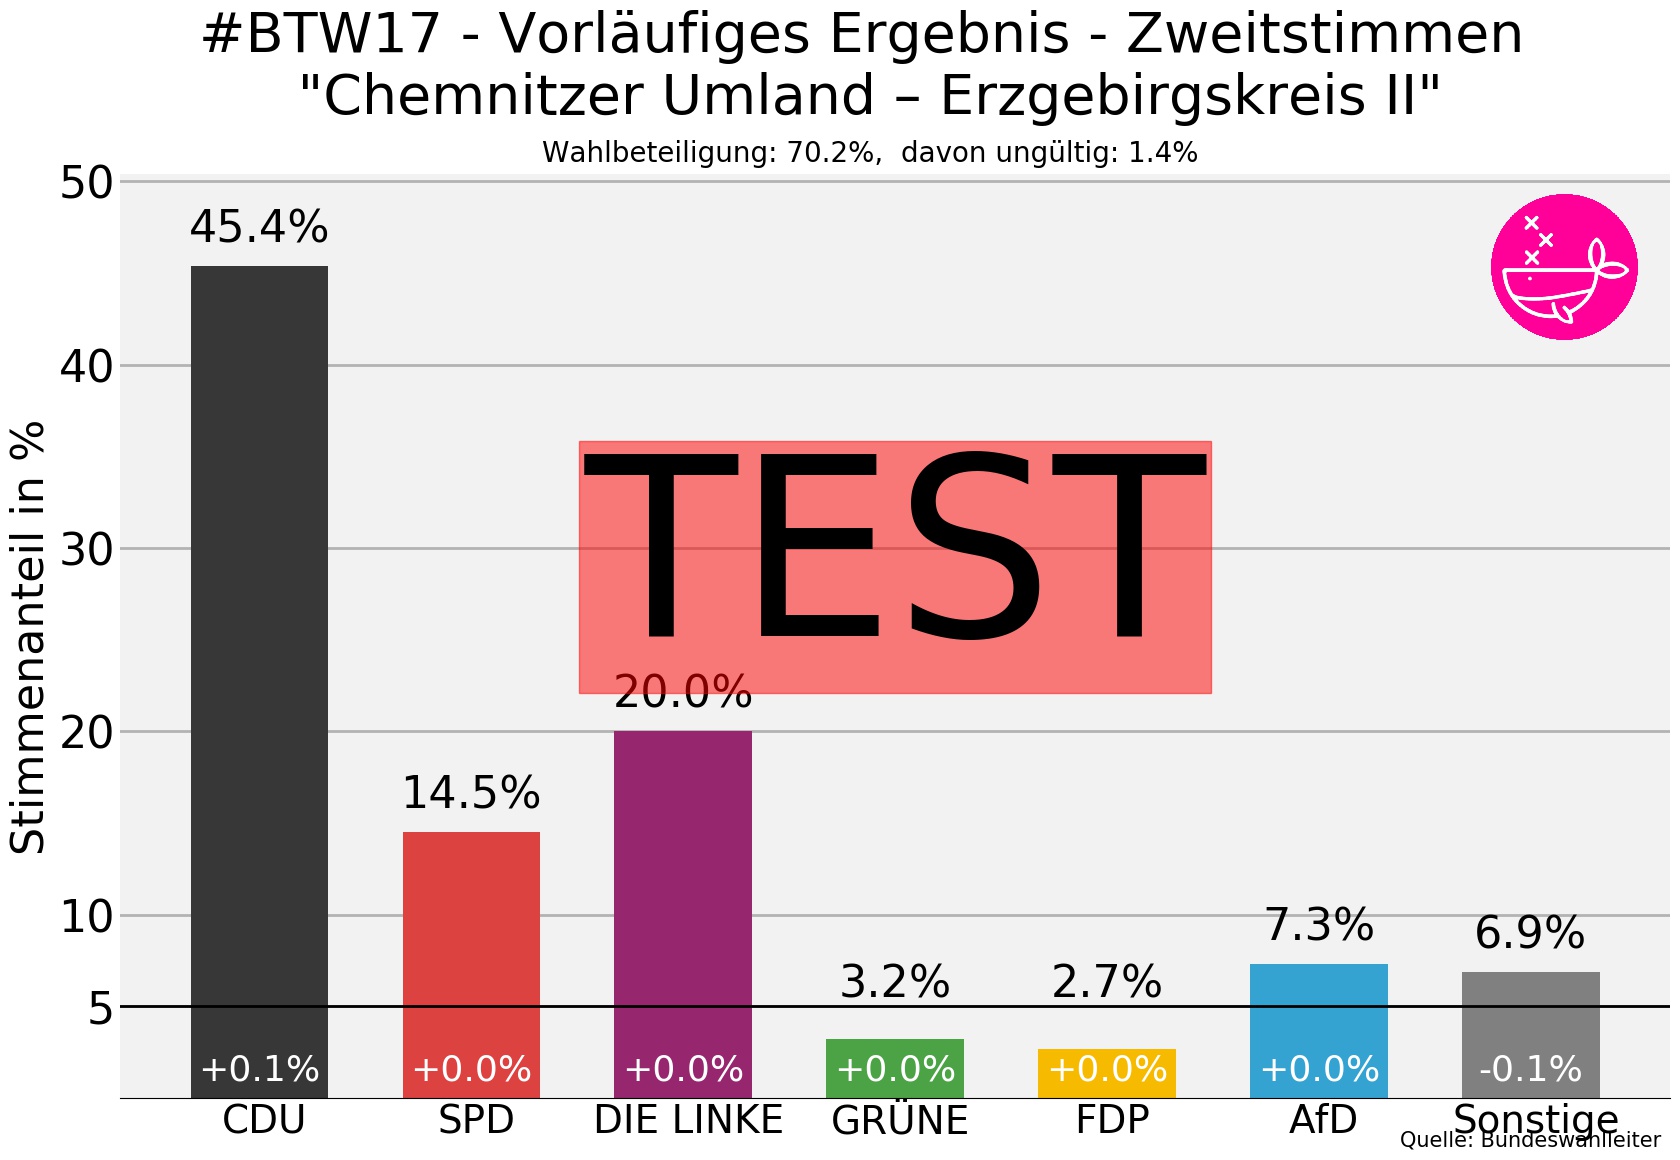 #BTW17 - Vorläufiges Ergebnis - Zweitstimmen
"Chemnitzer Umland – Erzgebirgskreis II"
Wahlbeteiligung: 70.2%, davon ungültig: 1.4%
Stimmenanteil in %
50
40
30
20
10
5
45.4%
14.5%
20.0%
3.2%
2.7%
7.3%
6.9%
TEST
+0.1%
+0.0%
+0.0%
+0.0%
+0.0%
+0.0%
-0.1%
CDU
SPD
DIE LINKE
GRÜNE
FDP
AfD
Sonstige
Quelle: Bundeswahlleiter